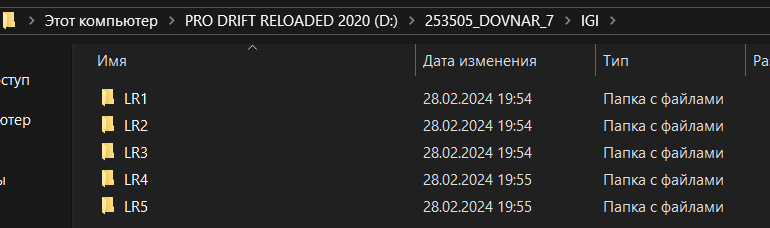 Этот компьютер > PRO DRIFT RELOADED 2020 (D:) > 253505_DOVNAR_7 > IGI >
Имя Дата изменения Тип Ра
LR1 28.02.2024 19:54 Папка с файлами
оступ
LR2 28.02.2024 19:54 Папка с файлами
ютер
LR3 28.02.2024 19:54 Папка с файлами
ы
LR4 28.02.2024 19:55 Папка с файлами
LR5 28.02.2024 19:55 Папка с файлами